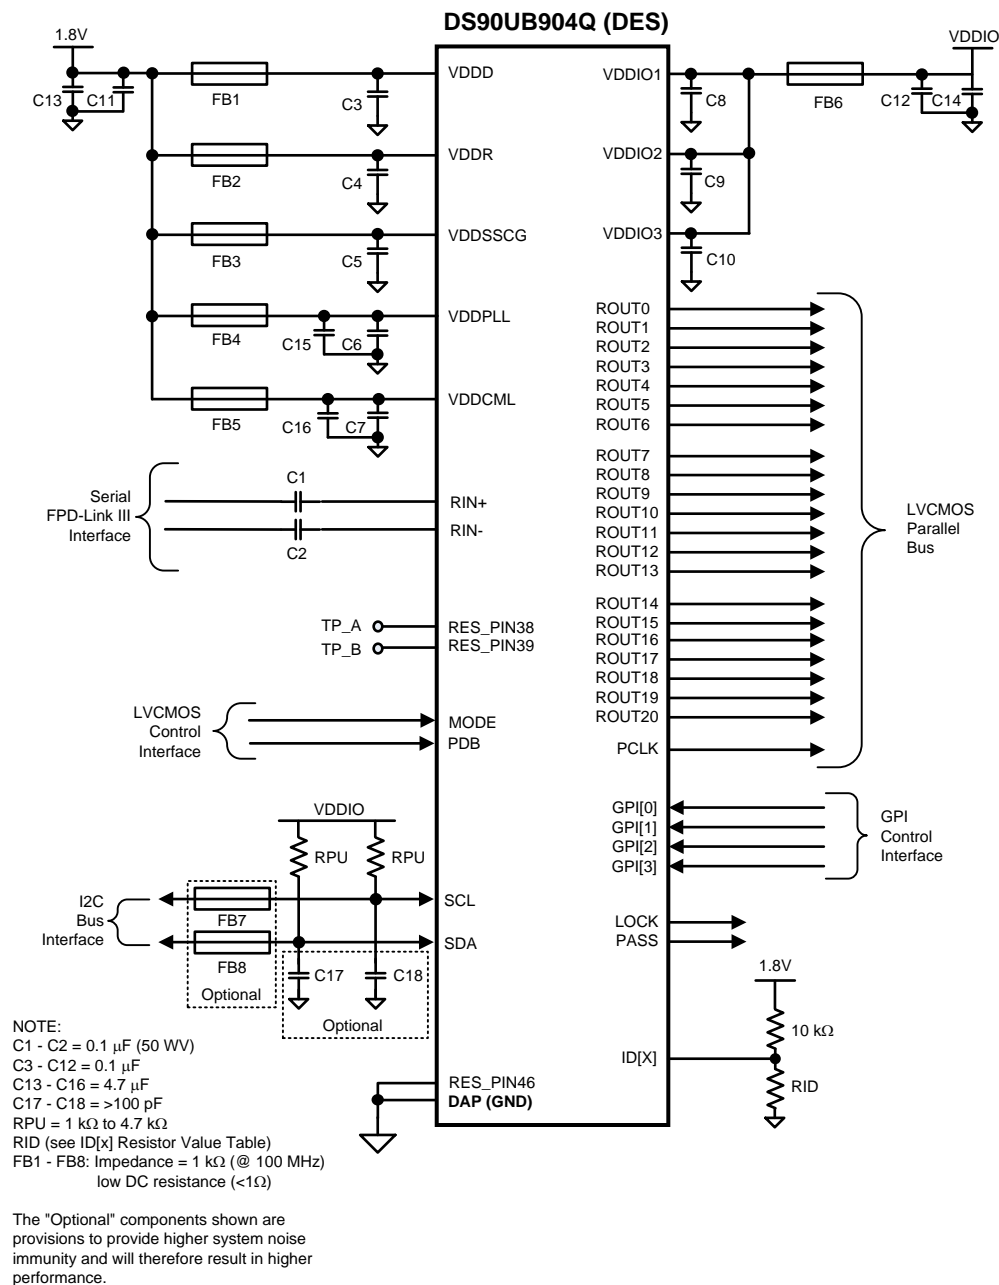 DS90UB904Q (DES)
1.8V
VDDIO
C13
C11
FB1
C3
VDDD
VDDIO1
C8
FB6
C12
C14
FB2
C4
VDDR
VDDIO2
C9
FB3
C5
VDDSSCG
VDDIO3
C10
FB4
C15
C6
VDDPLL
FB5
C16
C7
VDDCML
ROUT0
ROUT1
ROUT2
ROUT3
ROUT4
ROUT5
ROUT6
ROUT7
ROUT8
ROUT9
ROUT10
ROUT11
ROUT12
ROUT13
ROUT14
ROUT15
ROUT16
ROUT17
ROUT18
ROUT19
ROUT20
PCLK
LVCMOS
Parallel
Bus
Serial
FPD-Link III
Interface
C1
C2
RIN+
RIN-
TP_A
TP_B
RES_PIN38
RES_PIN39
LVCMOS
Control
Interface
MODE
PDB
GPI[0]
GPI[1]
GPI[2]
GPI[3]
GPI
Control
Interface
VDDIO
RPU
RPU
I2C
Bus
Interface
FB7
FB8
Optional
SCL
SDA
C17
C18
Optional
LOCK
PASS
1.8V
10 kΩ
ID[X]
RID
RES_PIN46
DAP (GND)
NOTE:
C1 - C2 = 0.1 μF (50 WV)
C3 - C12 = 0.1 μF
C13 - C16 = 4.7 μF
C17 - C18 = >100 pF
RPU = 1 kΩ to 4.7 kΩ
RID (see ID[x] Resistor Value Table)
FB1 - FB8: Impedance = 1 kΩ (@ 100 MHz)
low DC resistance (<1Ω)
The "Optional" components shown are
provisions to provide higher system noise
immunity and will therefore result in higher
performance.